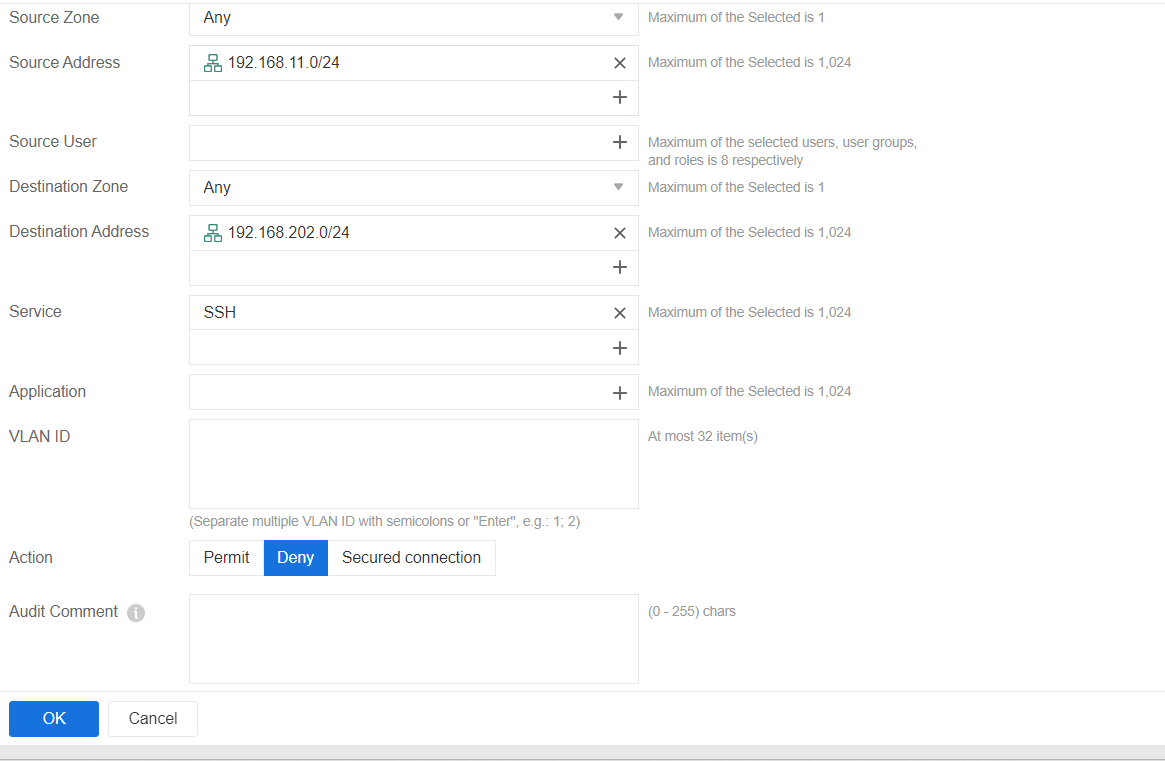 Source Zone
Any
Maximum of the Selected is 1
Source Address
192.168.11.0/24
Maximum of the Selected is 1,024
Source User
Maximum of the selected users, user groups,
and roles is 8 respectively
Destination Zone
Any
Maximum of the Selected is 1
Destination Address
192.168.202.0/24
Maximum of the Selected is 1,024
Service
SSH
Maximum of the Selected is 1,024
Application
Maximum of the Selected is 1,024
VLAN ID
At most 32 item(s)
(Separate multiple VLAN ID with semicolons or "Enter", e.g.: 1; 2)
Action
Permit
Deny
Secured connection
Audit Comment
(0 - 255) chars
OK
Cancel